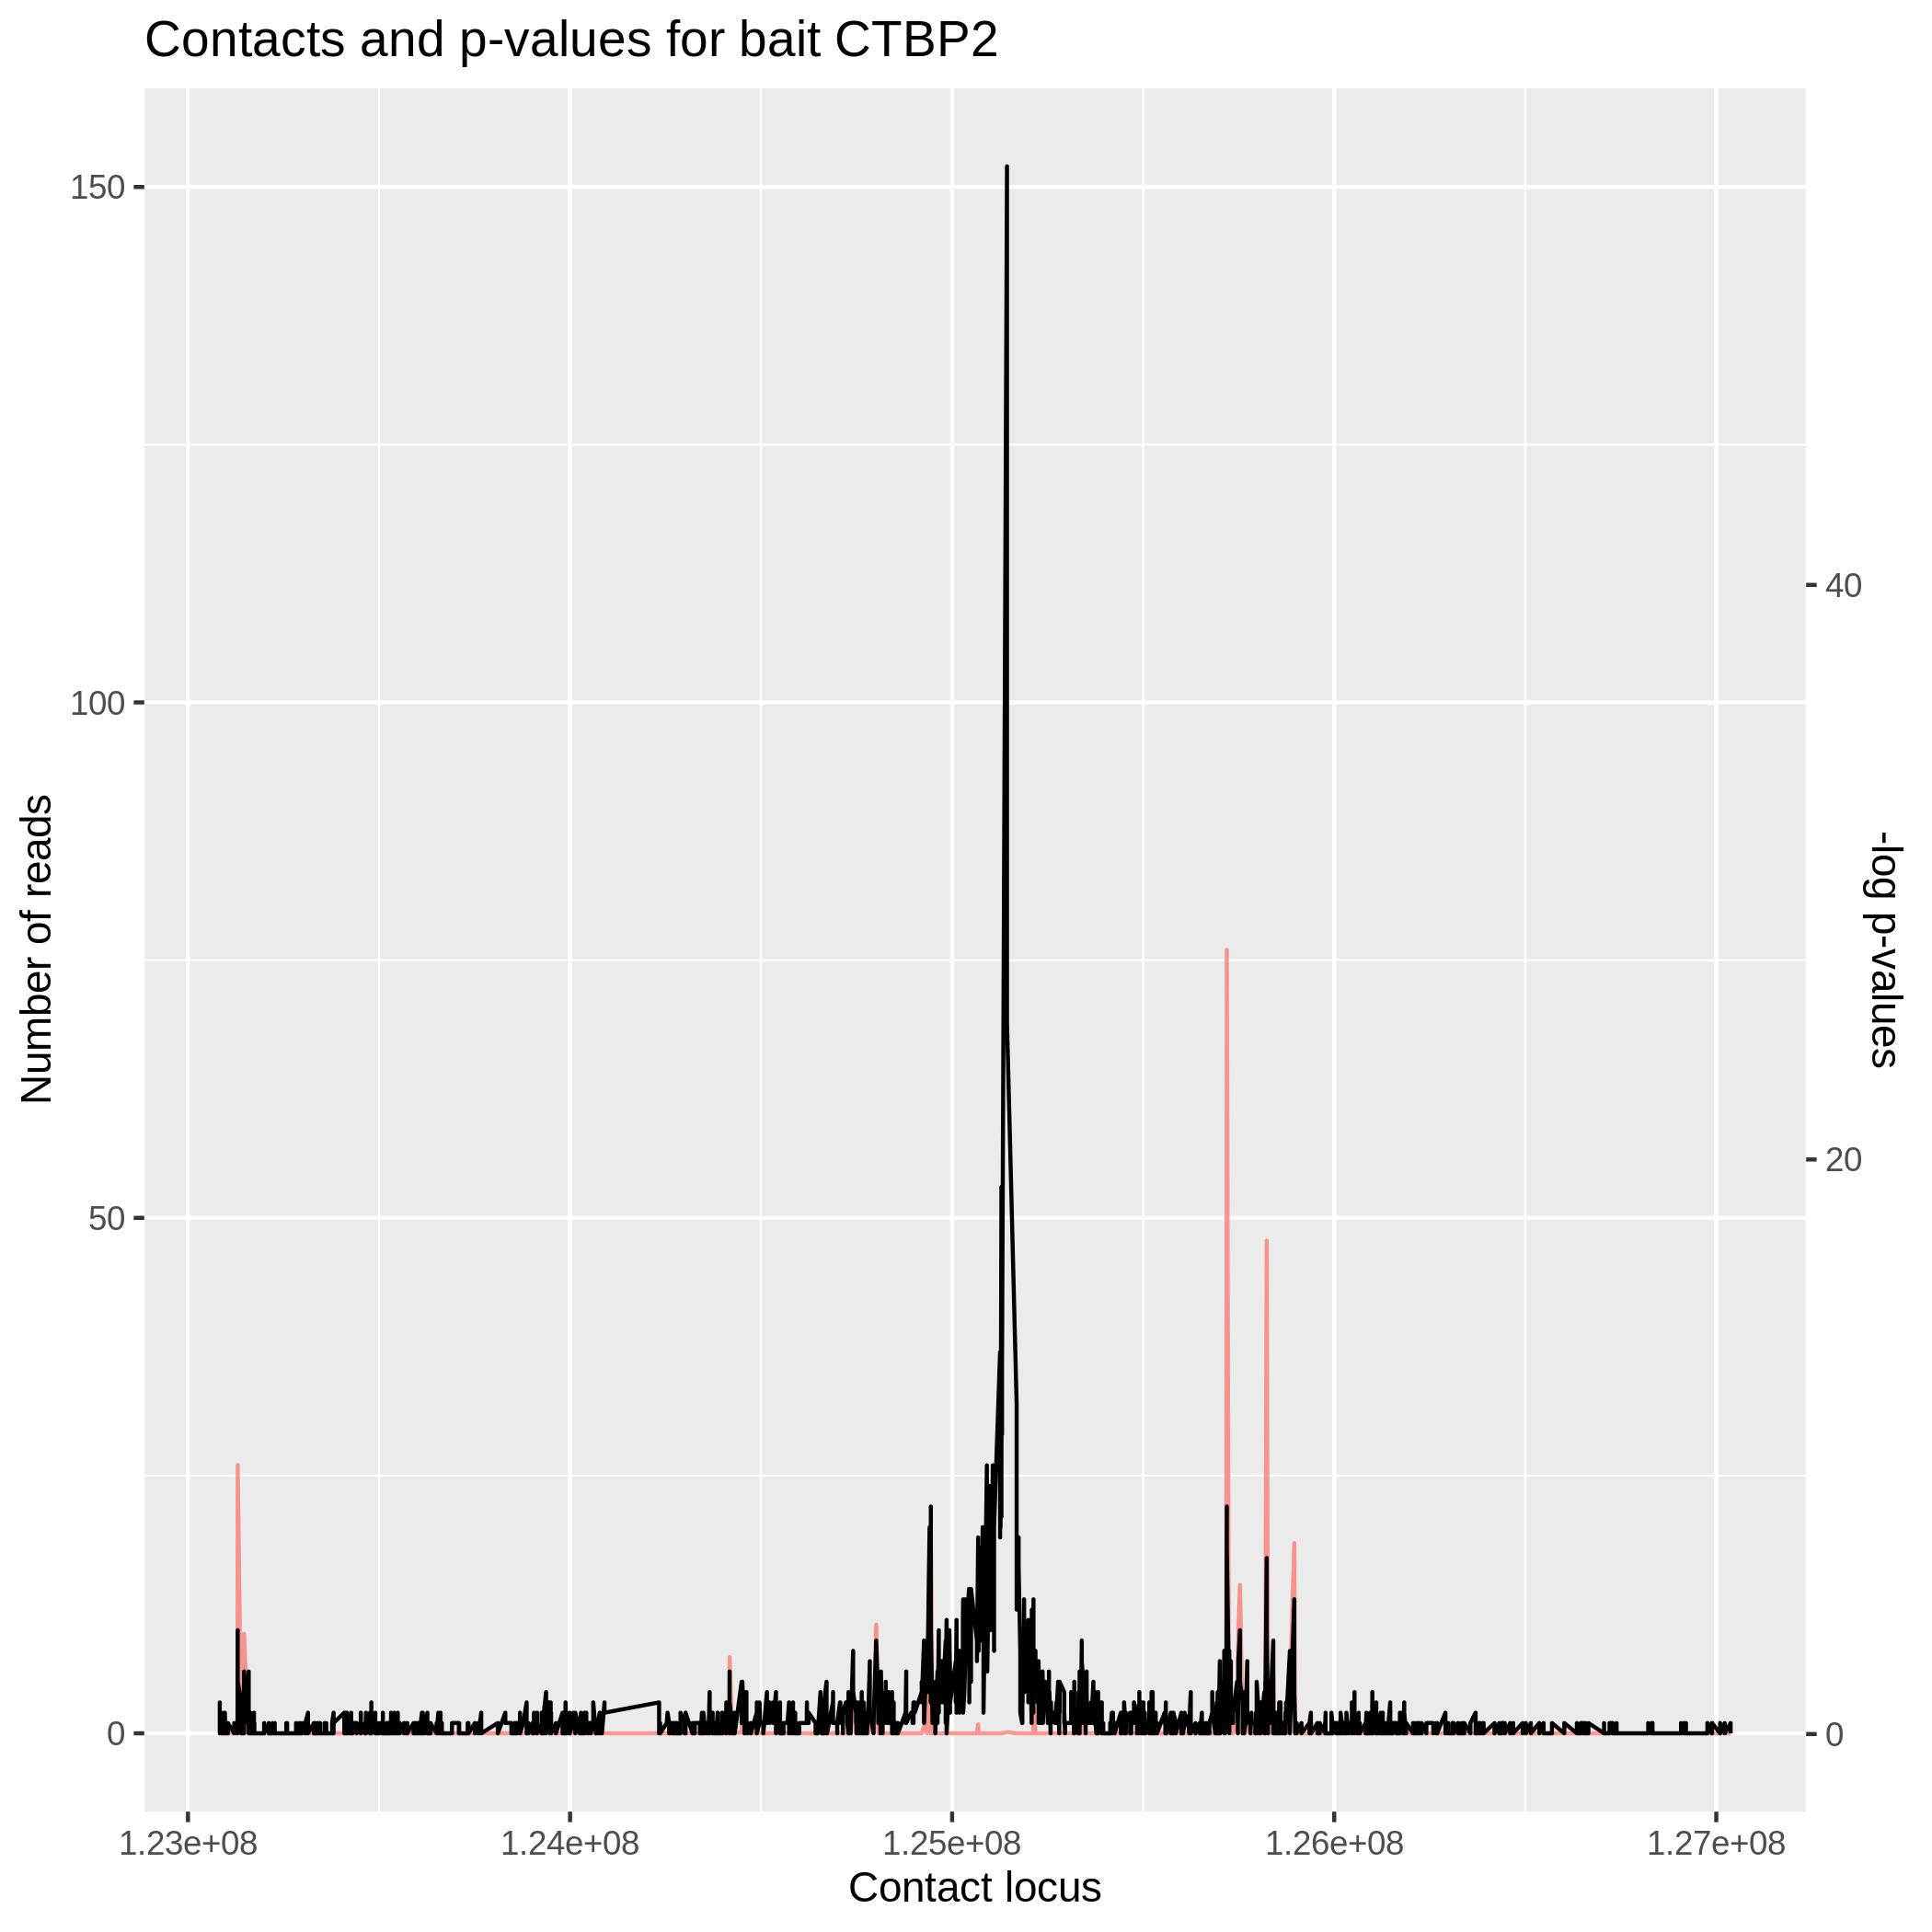 Contacts and p-values for bait CTBP2
150
100
50
0
Number of reads
40
20
0
-log p-values
1.23e+08
1.24e+08
1.25e+08
1.26e+08
1.27e+08
Contact locus